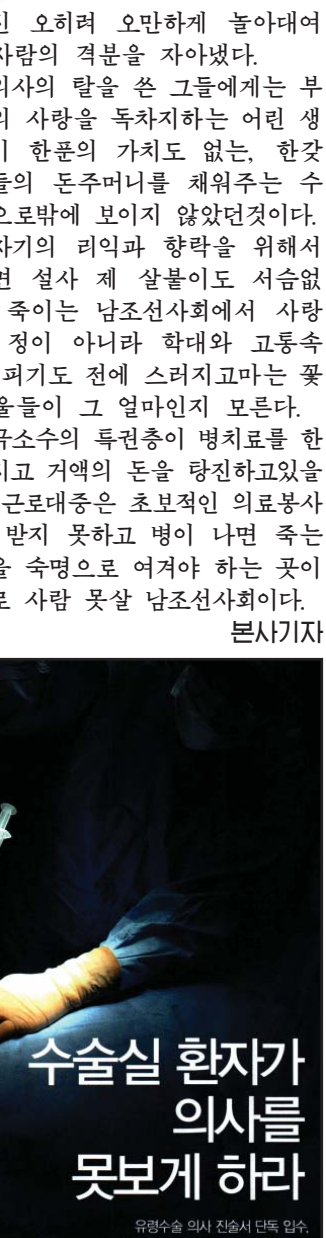 진 오히려 오만하게 놀아대여
사람의 격분을 자아냈다.
의사의 탈을 쓴 그들에게는 부
의 사랑을 독차지하는 어린 생
이 한푼의 가치도 없는, 한갖
들의 돈주머니를 채워주는 수
으로밖에 보이지 않았던것이다.
자기의 리익과 향락을 위해서
면 설사 제 살붙이도 서슴없
죽이는 남조선사회에서 사랑
정이 아니라 학대와 고통속
피기도 전에 스러지고마는 꽃
울들이 그 얼마인지 모른다.
극소수의 특권층이 병치료를 한
시고 거액의 돈을 탕진하고있을
근로대중은 초보적인 의료봉사
받지 못하고 병이 나면 죽는
을 숙명으로 여겨야 하는 곳이
로 사람 못살 남조선사회이다.
본사기자
수술실 환자가
의사를
못보게 하라
유령수술 의사 진술서 단독 입수,